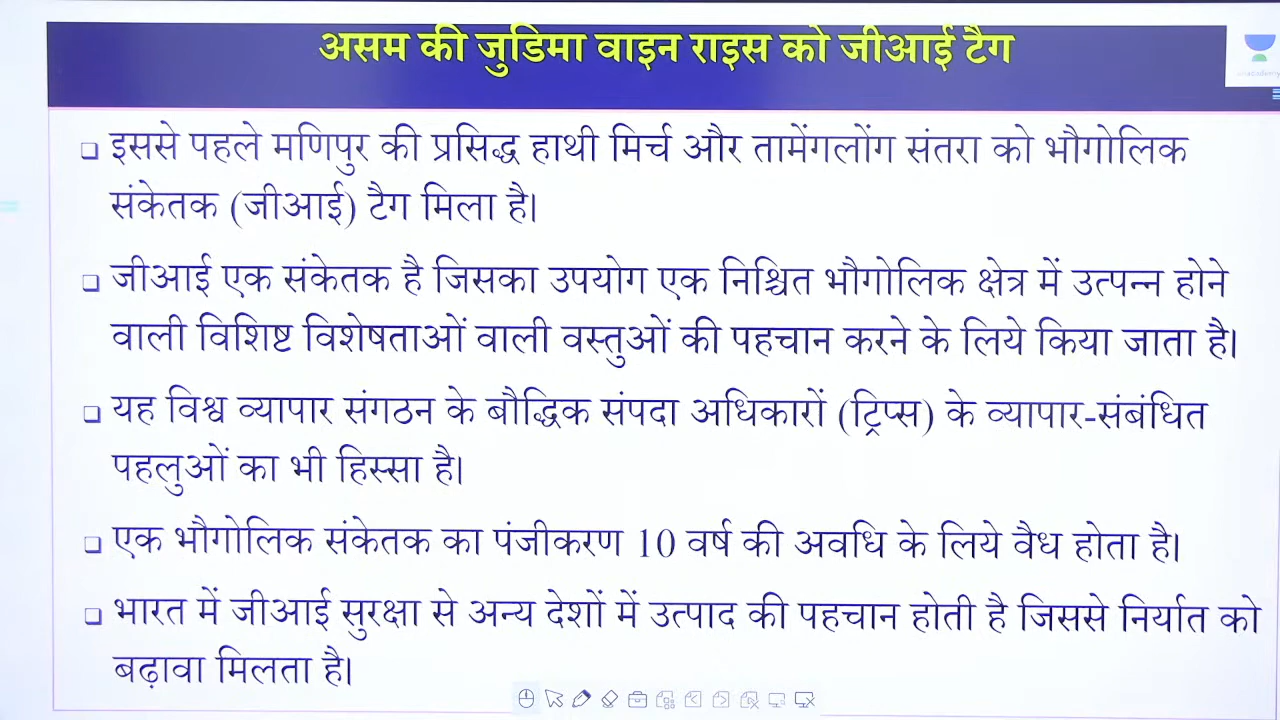 असम की जुडिमा वाइन राइस को जीआई टैग
unacademy
इससे पहले मणिपुर की प्रसिद्ध हाथी मिर्च और तामेंगलोंग संतरा को भौगोलिक
संकेतक (जीआई) टैग मिला है।
जीआई एक संकेतक है जिसका उपयोग एक निश्चित भौगोलिक क्षेत्र में उत्पन्न होने
वाली विशिष्ट विशेषताओं वाली वस्तुओं की पहचान करने के लिये किया जाता है।
यह विश्व व्यापार संगठन के बौद्धिक संपदा अधिकारों (ट्रिप्स) के व्यापार-संबंधित
पहलुओं का भी हिस्सा है।
एक भौगोलिक संकेतक का पंजीकरण 10 वर्ष की अवधि के लिये वैध होता है।
भारत में जीआई सुरक्षा से अन्य देशों में उत्पाद की पहचान होती है जिससे निर्यात को
बढ़ावा मिलता है।